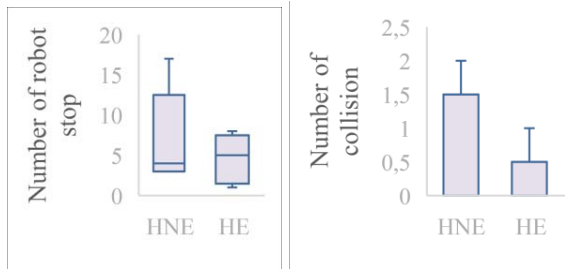 Number of robot
stop
20
15
10
5
0
HNE HE
Number of
collision
2,5
2
1,5
1
0,5
0
HNE HE